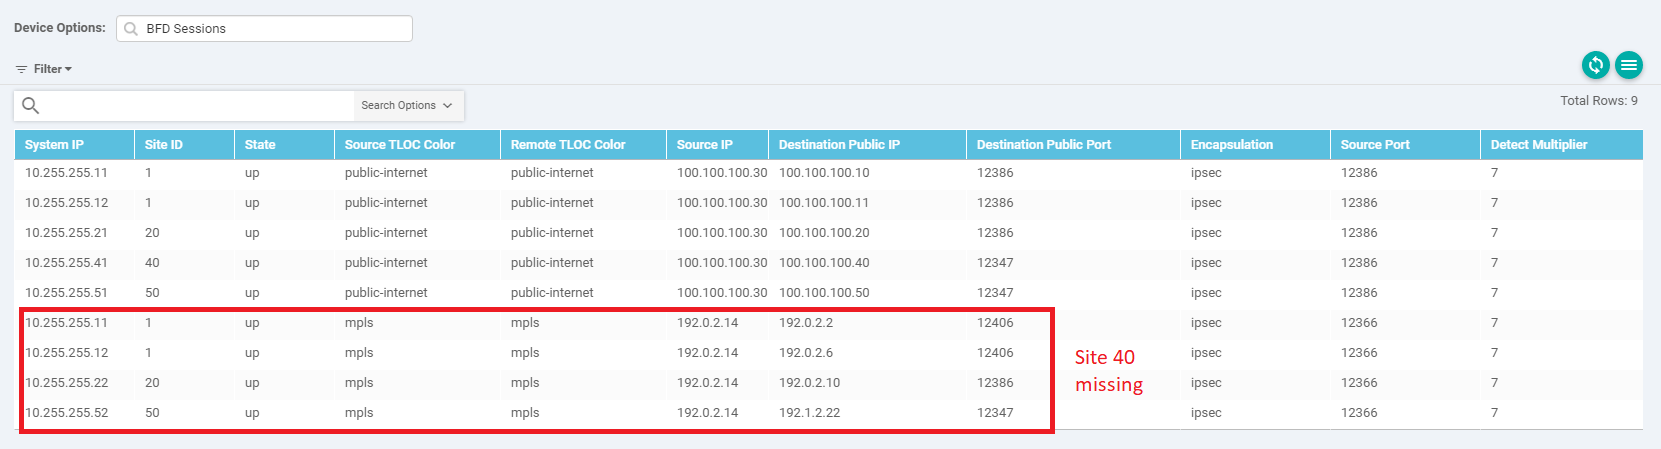 Device Options: BFD Sessions
Filter
Total Rows: 9
Search Options
System IP Site ID State Source TLOC Color Remote TLOC Color Source IP Destination Public IP Destination Public Port Encapsulation Source Port Detect Multiplier
10.255.255.11 1 up public-internet public-internet 100.100.100.30 100.100.100.10 12386 ipsec 12386 7
10.255.255.12 1 up public-internet public-internet 100.100.100.30 100.100.100.11 12386 ipsec 12386 7
10.255.255.21 20 up public-internet public-internet 100.100.100.30 100.100.100.20 12386 ipsec 12386 7
10.255.255.41 40 up public-internet public-internet 100.100.100.30 100.100.100.40 12347 ipsec 12386 7
10.255.255.51 50 up public-internet public-internet 100.100.100.30 100.100.100.50 12347 ipsec 12386 7
10.255.255.11 1 up mpls mpls 192.0.2.14 192.0.2.2 12406 ipsec 12366 7
10.255.255.12 1 up mpls mpls 192.0.2.14 192.0.2.6 12406 ipsec 12366 7
10.255.255.22 20 up mpls mpls 192.0.2.14 192.0.2.10 12386 ipsec 12366 7
10.255.255.52 50 up mpls mpls 192.0.2.14 192.1.2.22 12347 ipsec 12366 7
Site 40
missing